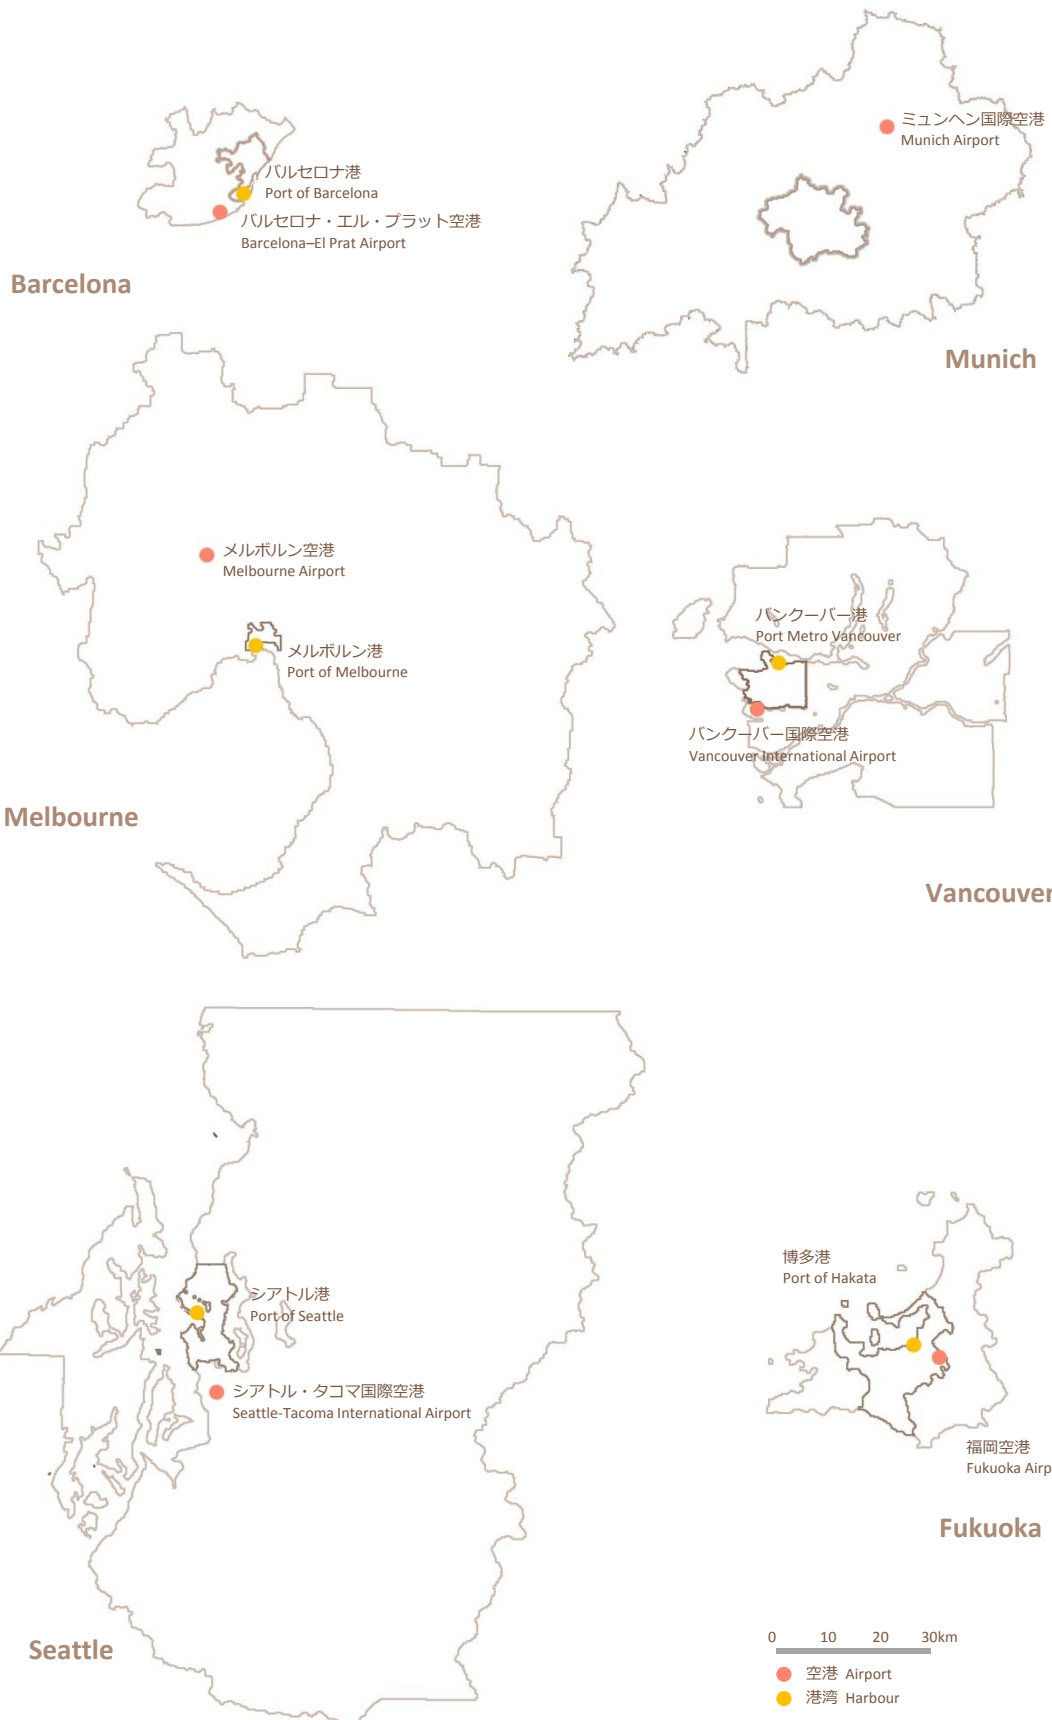 ミュンヘン国際空港
Munich Airport
バルセロナ港
Port of Barcelona
バルセロナ・エル・プラット空港
Barcelona–El Prat Airport
Barcelona
Munich
メルボルン空港
Melbourne Airport
メルボルン港
Port of Melbourne
バンクーバー港
Port Metro Vancouver
バンクーバー国際空港
Vancouver International Airport
Melbourne
Vancouver
シアトル港
Port of Seattle
シアトル・タコマ国際空港
Seattle-Tacoma International Airport
博多港
Port of Hakata
福岡空港
Fukuoka Airp
Fukuoka
Seattle
0 10 20 30km
空港 Airport
港湾 Harbour